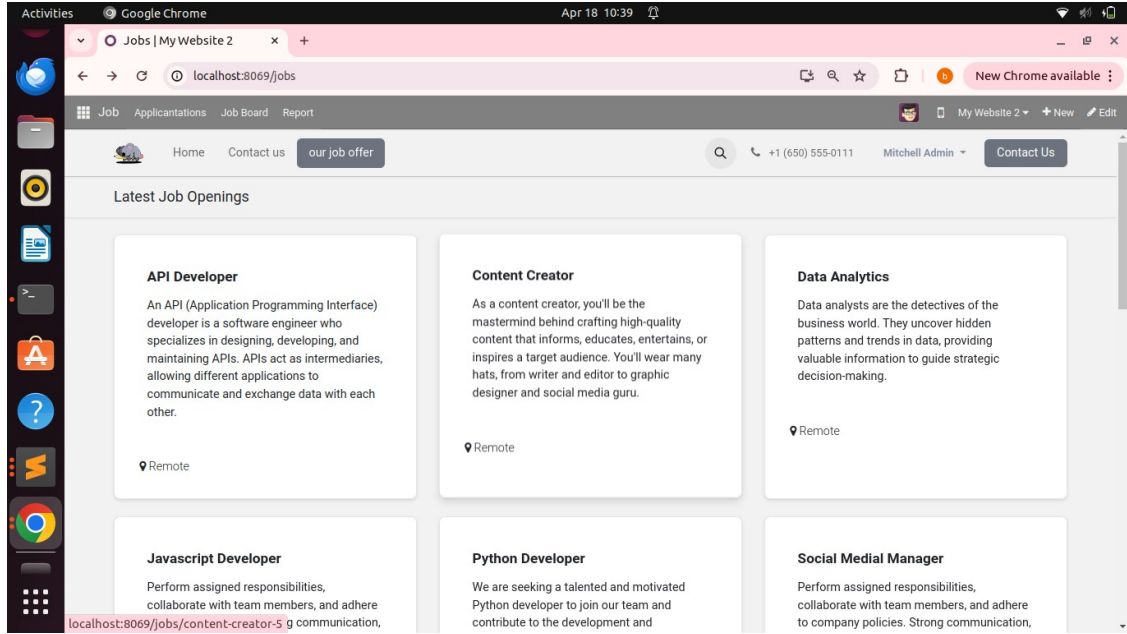 Activities Google Chrome Apr 18 10:39
Jobs | My Website 2
localhost:8069/jobs
b
New Chrome available
Job Applicantations Job Board Report
My Website 2 + New Edit
Home Contact us our job offer +1 (650) 555-0111 Mitchell Admin Contact Us
Latest Job Openings
API Developer
An API (Application Programming Interface)
developer is a software engineer who
specializes in designing, developing, and
maintaining APIs. APIs act as intermediaries,
allowing different applications to
communicate and exchange data with each
other.
Remote
Content Creator
As a content creator, you'll be the
mastermind behind crafting high-quality
content that informs, educates, entertains, or
inspires a target audience. You'll wear many
hats, from writer and editor to graphic
designer and social media guru.
Remote
Data Analytics
Data analysts are the detectives of the
business world. They uncover hidden
patterns and trends in data, providing
valuable information to guide strategic
decision-making.
Remote
Javascript Developer
Perform assigned responsibilities,
collaborate with team members, and adhere
g communication,
Python Developer
We are seeking a talented and motivated
Python developer to join our team and
contribute to the development and
Social Medial Manager
Perform assigned responsibilities,
collaborate with team members, and adhere
to company policies. Strong communication,
localhost:8069/jobs/content-creator-5